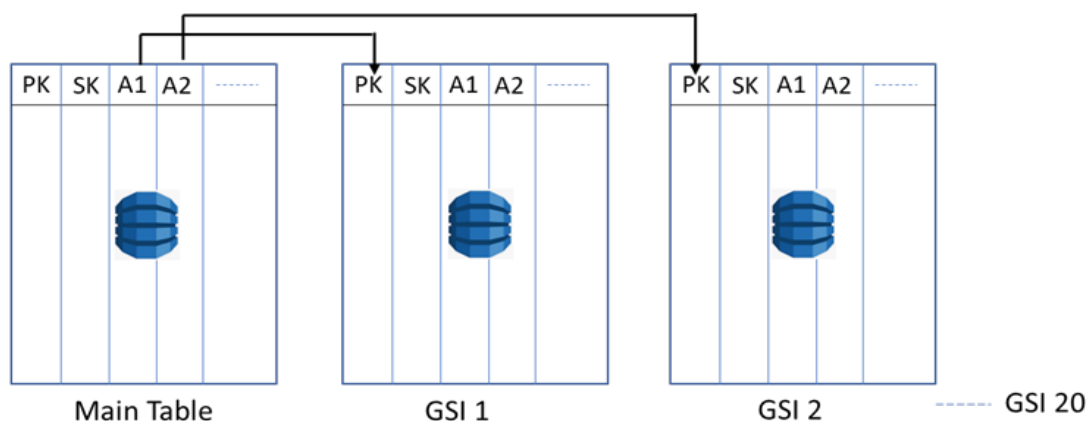 PK SK A1 A2
PK SK A1 A2
PK SK A1 A2
Main Table
GSI 1
GSI 2
GSI 20